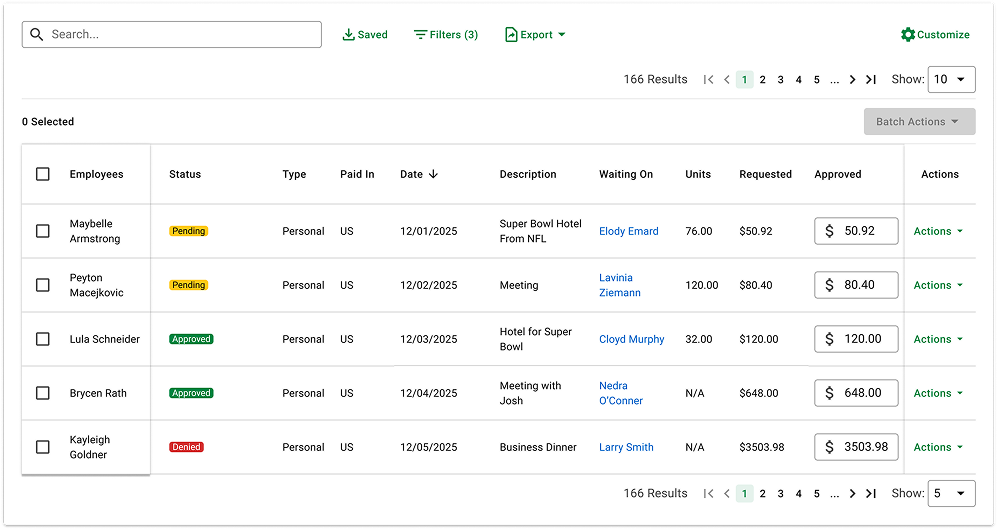 Search...
Saved
Filters (3)
Export
Customize
166 Results 1 2 3 4 5 ... Show: 10
0 Selected
Batch Actions
Employees Status Type Paid In Date Description Waiting On Units Requested Approved Actions
Maybelle
Armstrong
Pending
Personal
US
12/01/2025
Super Bowl Hotel
From NFL
Elody Emard
76.00
$50.92
$ 50.92
Actions
Peyton
Macejkovic
Pending
Personal
US
12/02/2025
Meeting
Lavinia
Ziemann
120.00
$80.40
$ 80.40
Actions
Lula Schneider
Approved
Personal
US
12/03/2025
Hotel for Super
Bowl
Cloyd Murphy
32.00
$120.00
$ 120.00
Actions
Brycen Rath
Approved
Personal
US
12/04/2025
Meeting with
Josh
Nedra
O'Conner
N/A
$648.00
$ 648.00
Actions
Kayleigh
Goldner
Denied
Personal
US
12/05/2025
Business Dinner
Larry Smith
N/A
$3503.98
$ 3503.98
Actions
166 Results 1 2 3 4 5 ... Show: 5